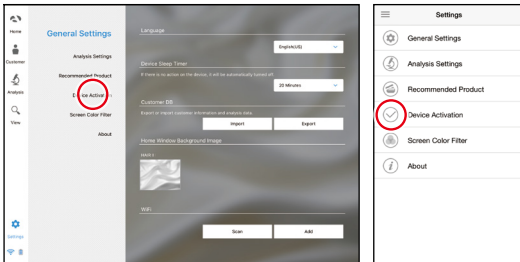 Home
Customer
Analysis
View
Settings
General Settings
Analysis Settings
Recommended Product
Device Activation
Screen Color Filter
About
Language
English(US)
Device Sleep Timer
If there is no action on the device, it will be automatically turned off.
20 Minutes
Customer DB
Export or Import customer information and analysis data
Import
Export
Home Window Background Image
WiFi
Scan
Add
Settings
General Settings
Analysis Settings
Recommended Product
Device Activation
Screen Color Filter
About